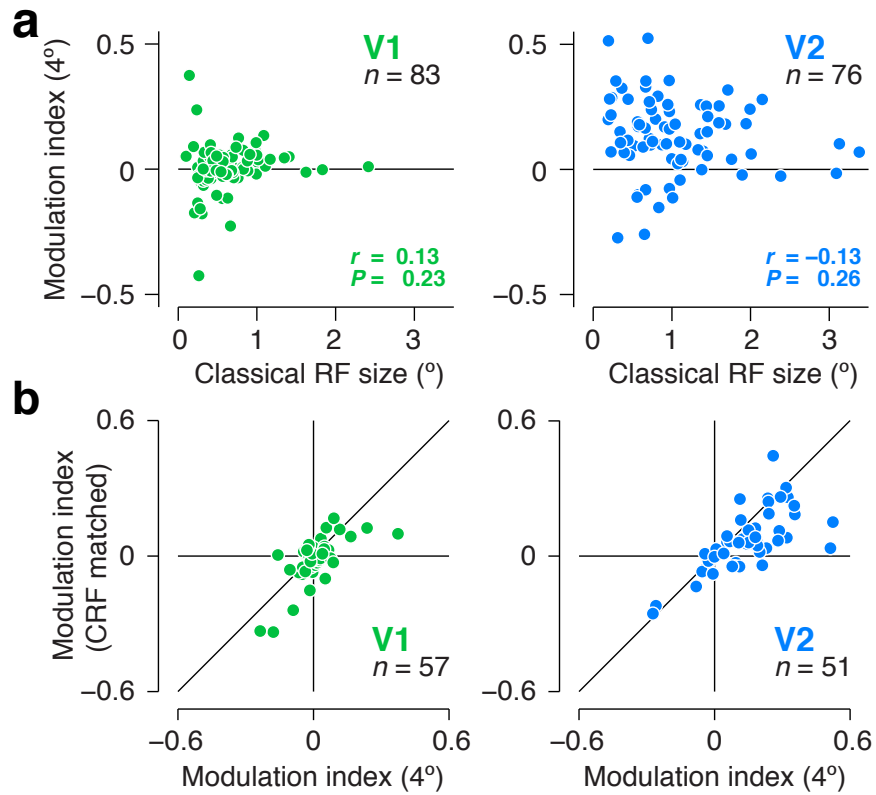 a
Modulation index (4º)
0.5
0
−0.5
V1
n = 83
r = 0.13
P = 0.23
0 1 2 3
Classical RF size (º)
0.5
0
−0.5
V2
n = 76
r = −0.13
P = 0.26
0 1 2 3
Classical RF size (º)
b
Modulation index
(CRF matched)
0.6
0
−0.6
V1
n = 57
−0.6 0 0.6
Modulation index (4º)
0.6
0
−0.6
V2
n = 51
−0.6 0 0.6
Modulation index (4º)